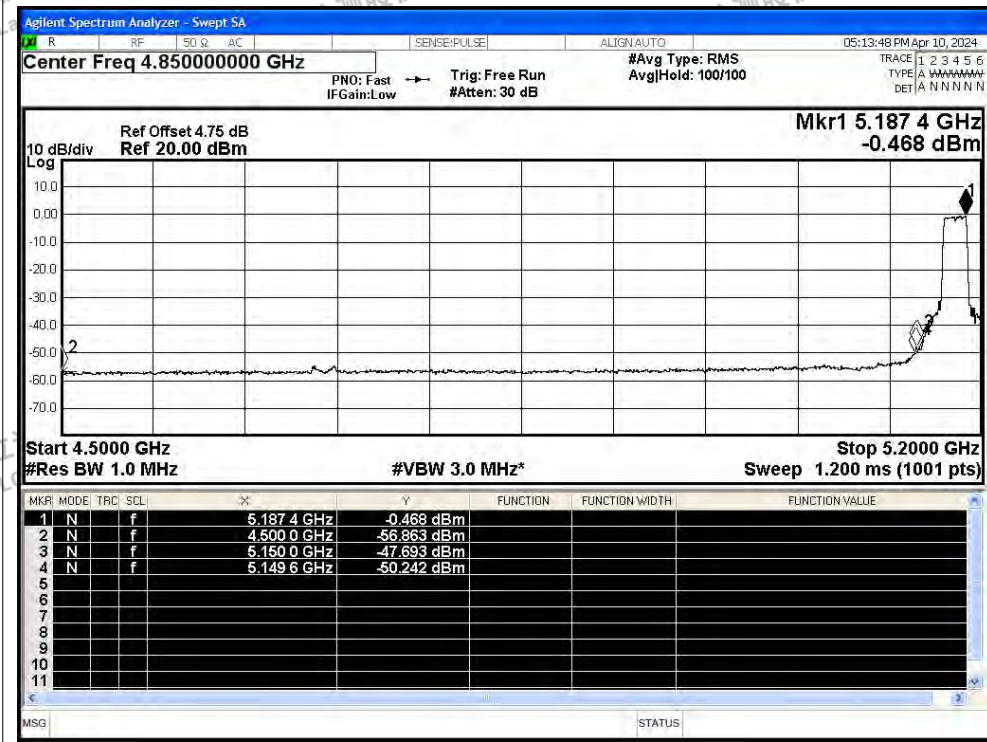 Agilent Spectrum Analyzer - Swept SA
R RF 50 Ω AC SENSE:PULSE ALIGN AUTO 05:13:48 PM Apr 10, 2024
Center Freq 4.850000000 GHz
#Avg Type: RMS
TRACE 1 2 3 4 5 6
PNO: Fast Trig: Free Run Avg|Hold: 100/100
TYPE A WWWWW
IFGain:Low #Atten: 30 dB
DET A N N N N N
Ref Offset 4.75 dB
Mkr1 5.187 4 GHz
10 dB/div Ref 20.00 dBm -0.468 dBm
Log
10.0
1
0.00
-10.0
-20.0
-30.0
-40.0
3
4
-50.0 2
-60.0
-70.0
Start 4.5000 GHz Stop 5.2000 GHz
#Res BW 1.0 MHz #VBW 3.0 MHz* Sweep 1.200 ms (1001 pts)
MKR MODE TRC SCL X Y FUNCTION FUNCTION WIDTH FUNCTION VALUE
1 N f 5.187 4 GHz -0.468 dBm
2 N f 4.500 0 GHz -56.863 dBm
3 N f 5.150 0 GHz -47.693 dBm
4 N f 5.149 6 GHz -50.242 dBm
5
6
7
8
9
10
11
MSG STATUS